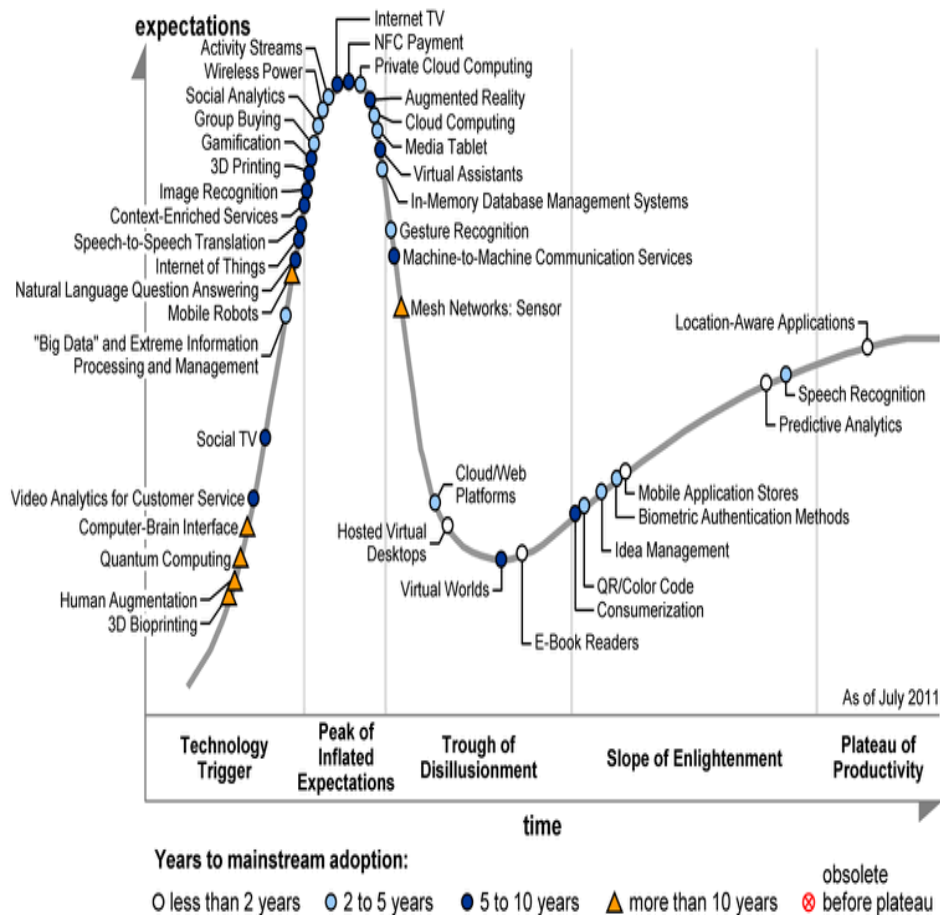 expectations
Internet TV
NFC Payment
Private Cloud Computing
Activity Streams
Wireless Power
Social Analytics
Group Buying
Gamification
3D Printing
Image Recognition
Context-Enriched Services
Speech-to-Speech Translation
Internet of Things
Natural Language Question Answering
Mobile Robots
"Big Data" and Extreme Information
Processing and Management
Social TV
Video Analytics for Customer Service
Computer-Brain Interface
Quantum Computing
Human Augmentation
3D Bioprinting
Augmented Reality
Cloud Computing
Media Tablet
Virtual Assistants
In-Memory Database Management Systems
Gesture Recognition
Machine-to-Machine Communication Services
Mesh Networks: Sensor
Cloud/Web
Platforms
Hosted Virtual
Desktops
Virtual Worlds
E-Book Readers
Consumerization
QR/Color Code
Idea Management
Biometric Authentication Methods
Mobile Application Stores
Predictive Analytics
Speech Recognition
Location-Aware Applications
As of July 2011
Technology
Trigger
Peak of
Inflated
Expectations
Trough of
Disillusionment
Slope of Enlightenment
Plateau of
Productivity
time
Years to mainstream adoption:
less than 2 years
2 to 5 years
5 to 10 years
more than 10 years
obsolete
before plateau